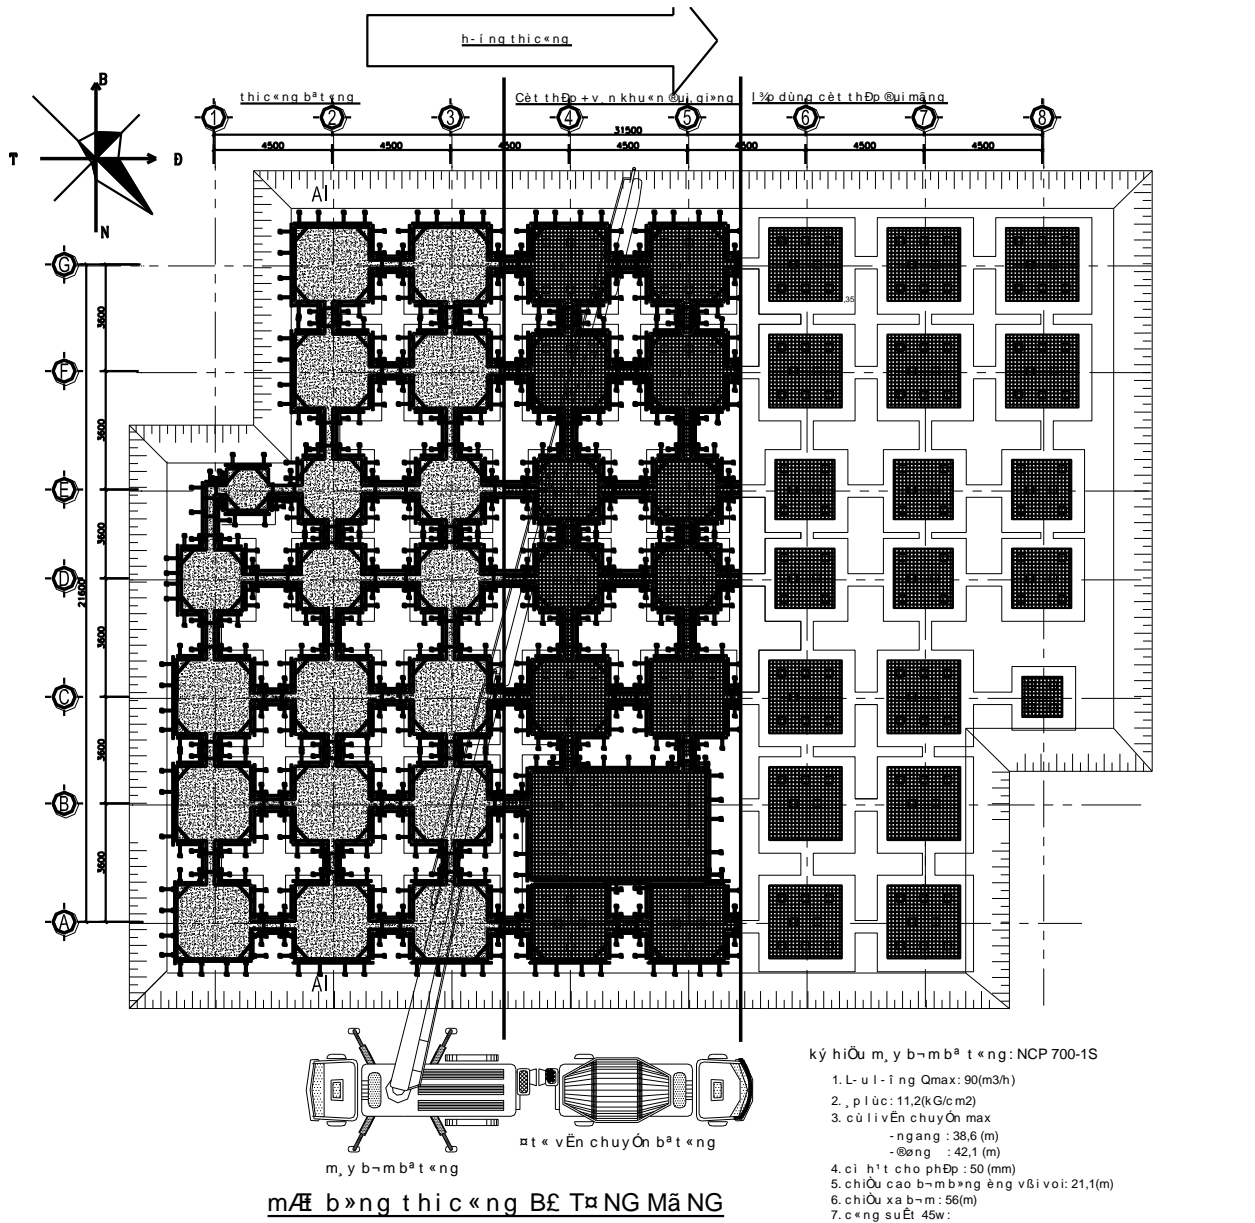 h-íng thi c«ng
thi c«ng bª t«ng
Cèt thÐp + v¸n khu«n ®µi, gi»ng
l¾p dùng cèt thÐp ®µi mãng
B
T
Đ
N
1 2 3 4 5 6 7 8
31500
4500 4500 4500 4500 4500 4500 4500
AI
G
3600
,35
F
3600
E
3600
D
21600
3600
C
3600
B
3600
A
AI
m¸y b¬m bª t«ng
¤ t« vËn chuyÓn bª t«ng
ký hiÖu m¸y b¬m bª t«ng: NCP 700-1S
1. L-u l-îng Qmax: 90(m3/h)
2. ¸p lùc: 11,2(kG/cm2)
3. cù li vËn chuyÓn max
- ngang : 38,6 (m)
- ®øng : 42,1 (m)
4. cì h¹t cho phÐp : 50 (mm)
5. chiÒu cao b¬m b»ng èng vßi voi: 21,1(m)
6. chiÒu xa b¬m: 56(m)
7. c«ng suÊt 45w:
mÆt b»ng thi c«ng B£ T¤NG MãNG